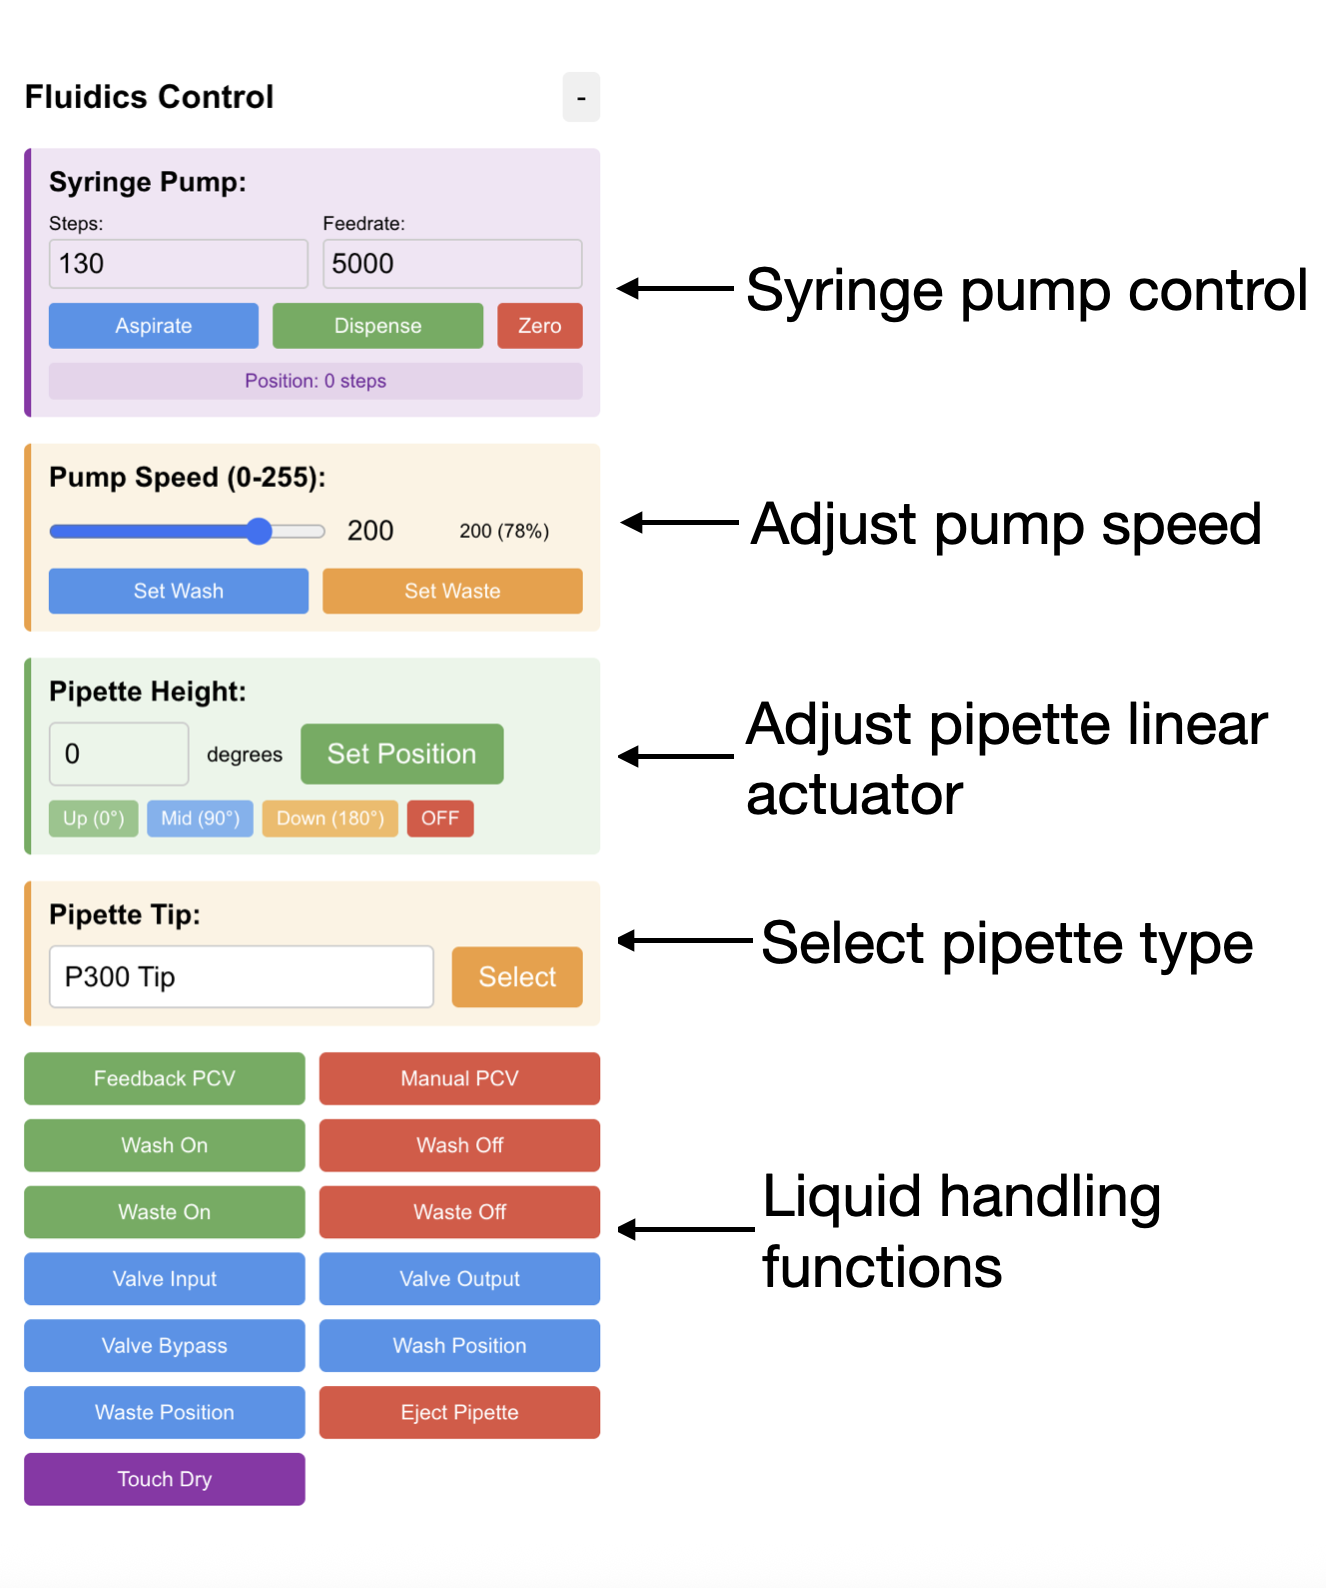 Fluidics Control
-
Syringe Pump:
Steps:
Feedrate:
130
5000
Aspirate
Dispense
Zero
Position: 0 steps
Syringe pump control
Pump Speed (0-255):
200
200 (78%)
Set Wash
Set Waste
Adjust pump speed
Pipette Height:
0
degrees
Set Position
Up (0°)
Mid (90°)
Down (180°)
OFF
Adjust pipette linear
actuator
Pipette Tip:
P300 Tip
Select
Select pipette type
Feedback PCV
Manual PCV
Wash On
Wash Off
Waste On
Waste Off
Valve Input
Valve Output
Valve Bypass
Wash Position
Waste Position
Eject Pipette
Touch Dry
Liquid handling
functions